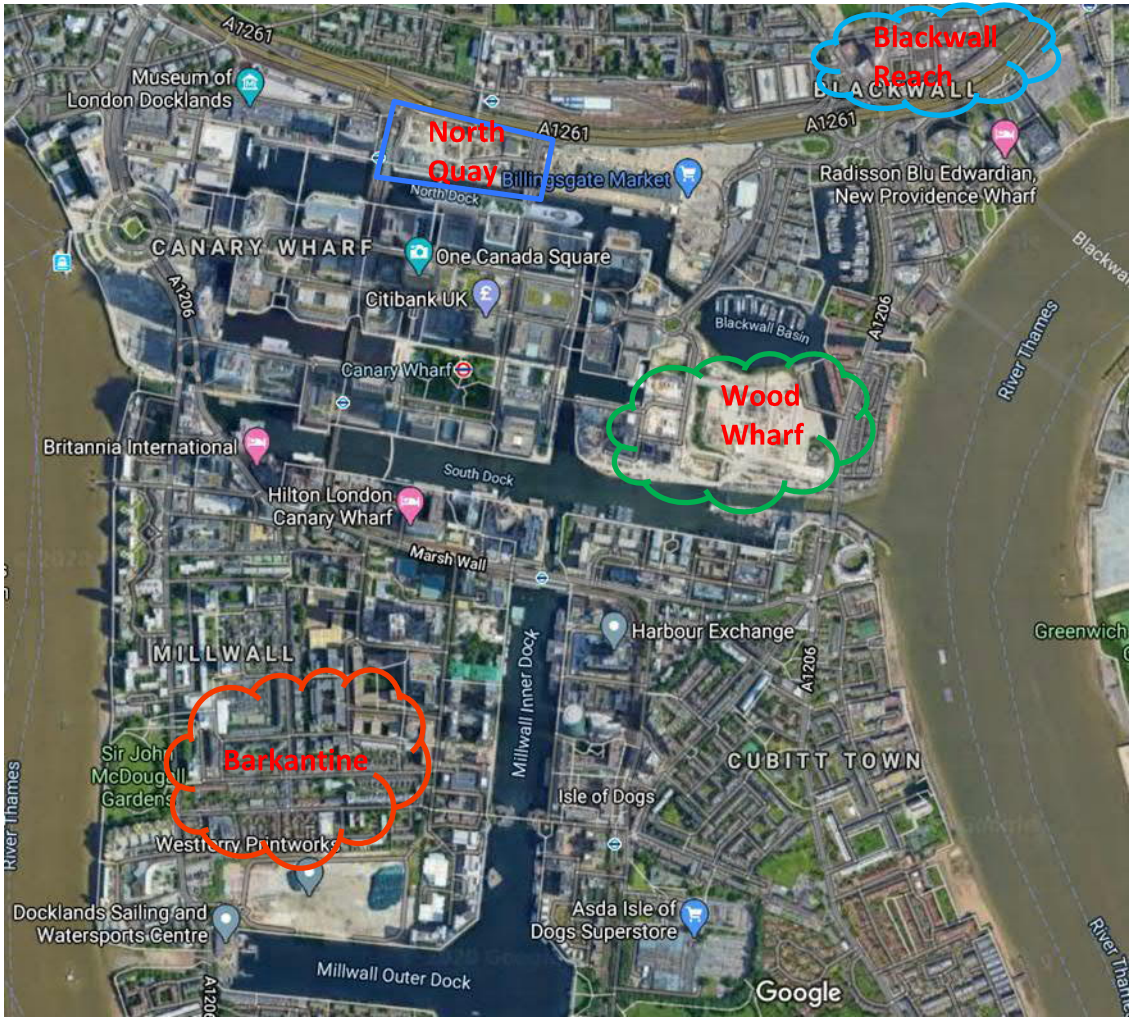 A1261
Blackwall
Reach
BLACKWALL
Museum of
London Docklands
North
Quay
A1261
A1261
Billingsgate Market
North Dock
Radisson Blu Edwardian,
New Providence Wharf
CANARY WHARF
One Canada Square
A1206
Citibank UK
Blackwall Basin
A1206
River Thames
Canary Wharf
Wood
Wharf
Britannia International
South Dock
Hilton London
Canary Wharf
Marsh Wall
Harbour Exchange
Greenwich
MILLWALL
A1206
Millwall Inner Dock
Sir John
McDougall
Gardens
Barkantine
CUBITT TOWN
Isle of Dogs
River Thames
Westferry Printworks
Docklands Sailing and
Watersports Centre
Asda Isle of
Dogs Superstore
River Thames
Millwall Outer Dock
A1206
Google